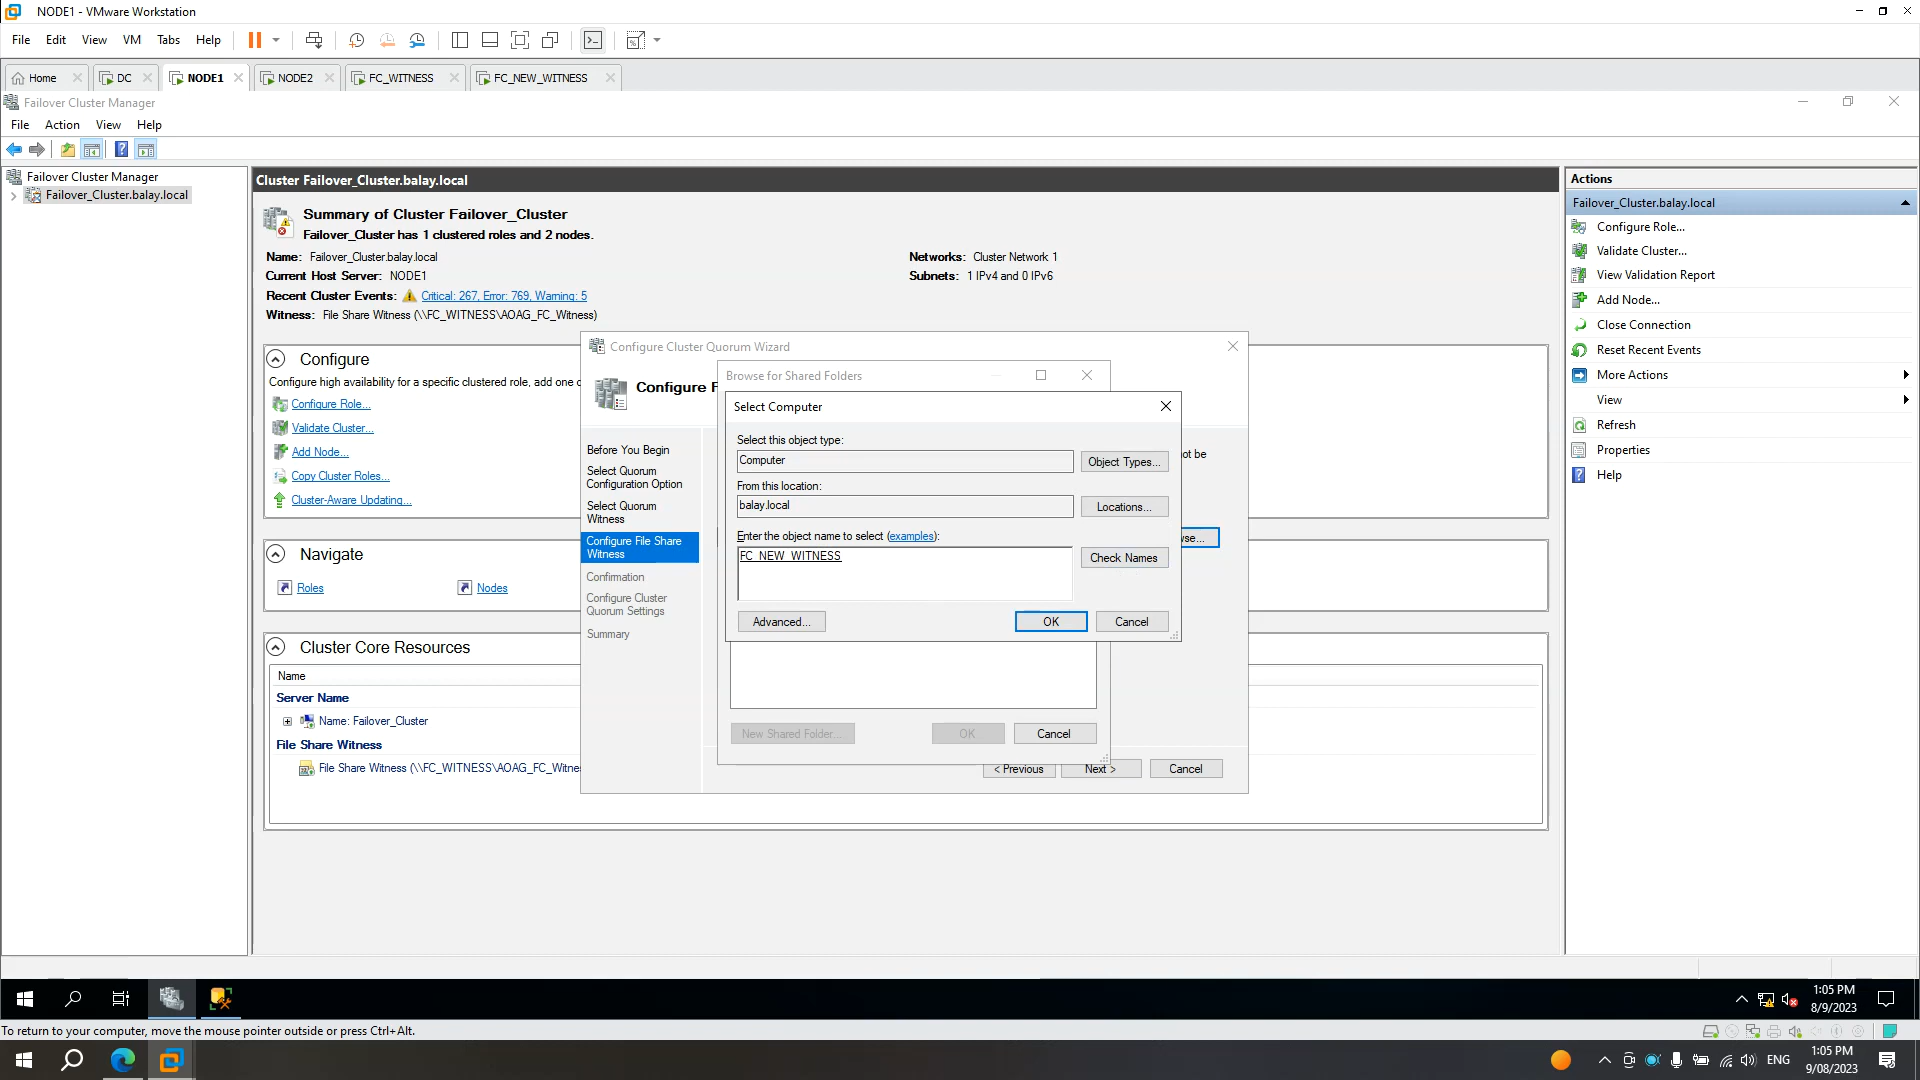 NODE1 - VMware Workstation
File Edit View VM Tabs Help
Home DC NODE1 NODE2 FC_WITNESS FC_NEW_WITNESS
Failover Cluster Manager
File Action View Help
Failover Cluster Manager
Failover_Cluster.balay.local
Cluster Failover_Cluster.balay.local
Summary of Cluster Failover_Cluster
Failover_Cluster has 1 clustered roles and 2 nodes.
Name: Failover_Cluster.balay.local
Networks: Cluster Network 1
Current Host Server: NODE1
Subnets: 1 IPv4 and 0 IPv6
Recent Cluster Events: Critical: 267, Error: 769, Warning: 5
Witness: File Share Witness (\\FC_WITNESS\AOAG_FC_Witness)
Configure
Configure high availability for a specific clustered role, add one o
Configure Role...
Validate Cluster...
Add Node...
Copy Cluster Roles...
Cluster-Aware Updating...
Navigate
Roles Nodes
Cluster Core Resources
Name
Server Name
Name: Failover_Cluster
File Share Witness
File Share Witness (\\FC_WITNESS\AOAG_FC_Witne
Configure Cluster Quorum Wizard
Configure F
Before You Begin
Select Quorum
Configuration Option
Select Quorum
Witness
Configure File Share
Witness
Confirmation
Configure Cluster
Quorum Settings
Summary
ot be
se...
< Previous Next > Cancel
Browse for Shared Folders
New Shared Folder... OK Cancel
Select Computer
Select this object type:
Computer
Object Types...
From this location:
balay.local
Locations...
Enter the object name to select (examples):
FC_NEW_WITNESS
Check Names
Advanced... OK Cancel
Actions
Failover_Cluster.balay.local
Configure Role...
Validate Cluster...
View Validation Report
Add Node...
Close Connection
Reset Recent Events
More Actions
View
Refresh
Properties
Help
1:05 PM
8/9/2023
To return to your computer, move the mouse pointer outside or press Ctrl+Alt.
ENG
1:05 PM
9/08/2023